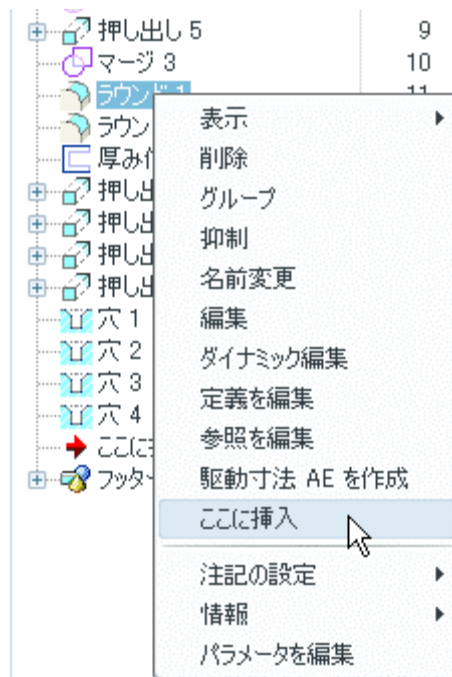 押し出し 5 9
マージ 3 10
ラウンド 1 11
ラウン
厚み付
押し出
押し出
押し出
押し出
穴 1
穴 2
穴 3
穴 4
ここに
フッター
表示
削除
グループ
抑制
名前変更
編集
ダイナミック編集
定義を編集
参照を編集
駆動寸法 AE を作成
ここに挿入
注記の設定
情報
パラメータを編集